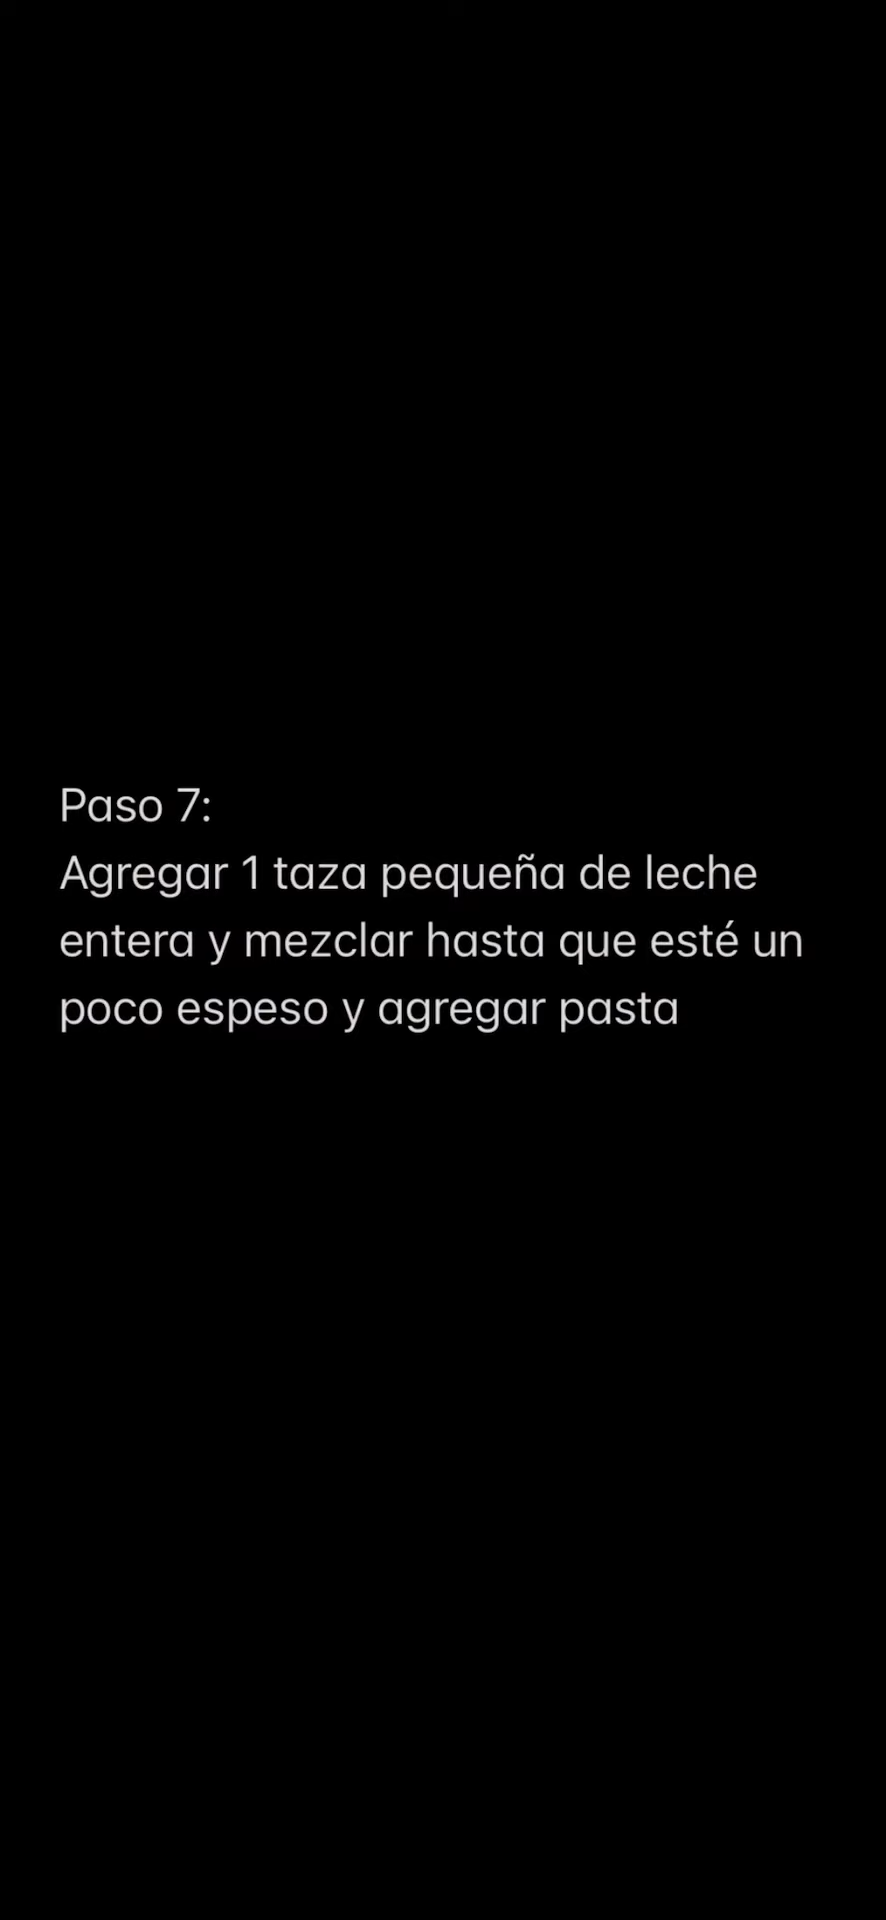 Paso 7:
Agregar 1 taza pequeña de leche
entera y mezclar hasta que esté un
poco espeso y agregar pasta